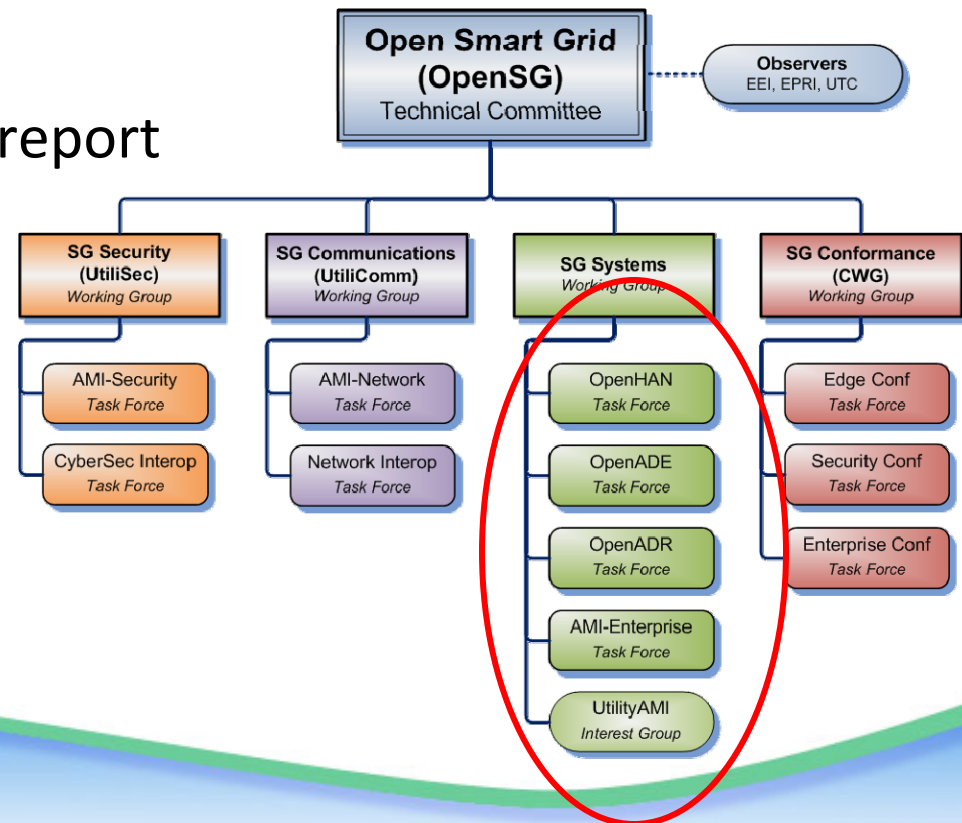 report
Open Smart Grid
(OpenSG)
Technical Committee
Observers
EEI, EPRI, UTC
SG Security
(UtiliSec)
Working Group
AMI-Security
Task Force
CyberSec Interop
Task Force
SG Communications
(UtiliComm)
Working Group
AMI-Network
Task Force
Network Interop
Task Force
SG Systems
Working Group
OpenHAN
Task Force
OpenADE
Task Force
OpenADR
Task Force
AMI-Enterprise
Task Force
UtilityAMI
Interest Group
SG Conformance
(CWG)
Working Group
Edge Conf
Task Force
Security Conf
Task Force
Enterprise Conf
Task Force